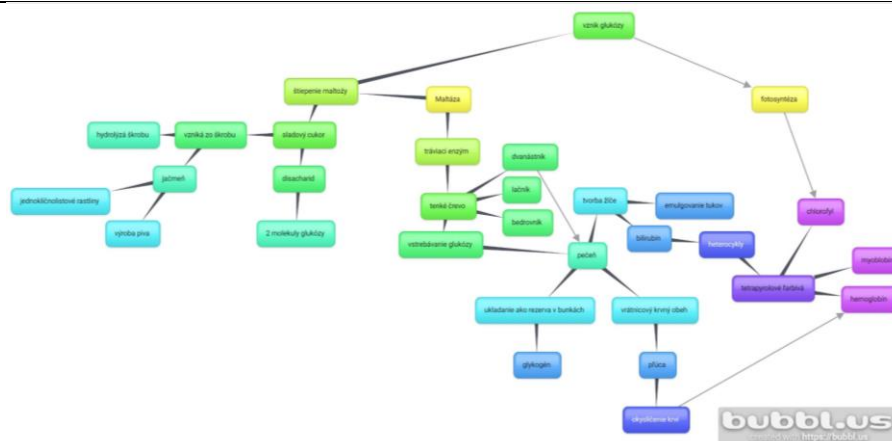 vznik glukózy
štiepenie maltózy
Maltáza
fotosyntéza
hydrolýzá škrobu
vzniká zo škrobu
sladový cukor
tráviaci enzým
dvanástnik
jačmeň
disacharid
lačník
tenké črevo
tvorba žlče
emulgovanie tukov
jednoklíčnolistové rastliny
chlorofyl
bedrovník
výroba piva
2 molekuly glukózy
bilirubín
heterocykly
vstrebávanie glukózy
pečeň
myoblobín
tetrapyrolové farbivá
hemoglobín
ukladanie ako rezerva v bunkách
vrátnicový krvný obeh
glykogén
pľúca
okysličenie krvi
bubbl.us
created with https://bubbl.us